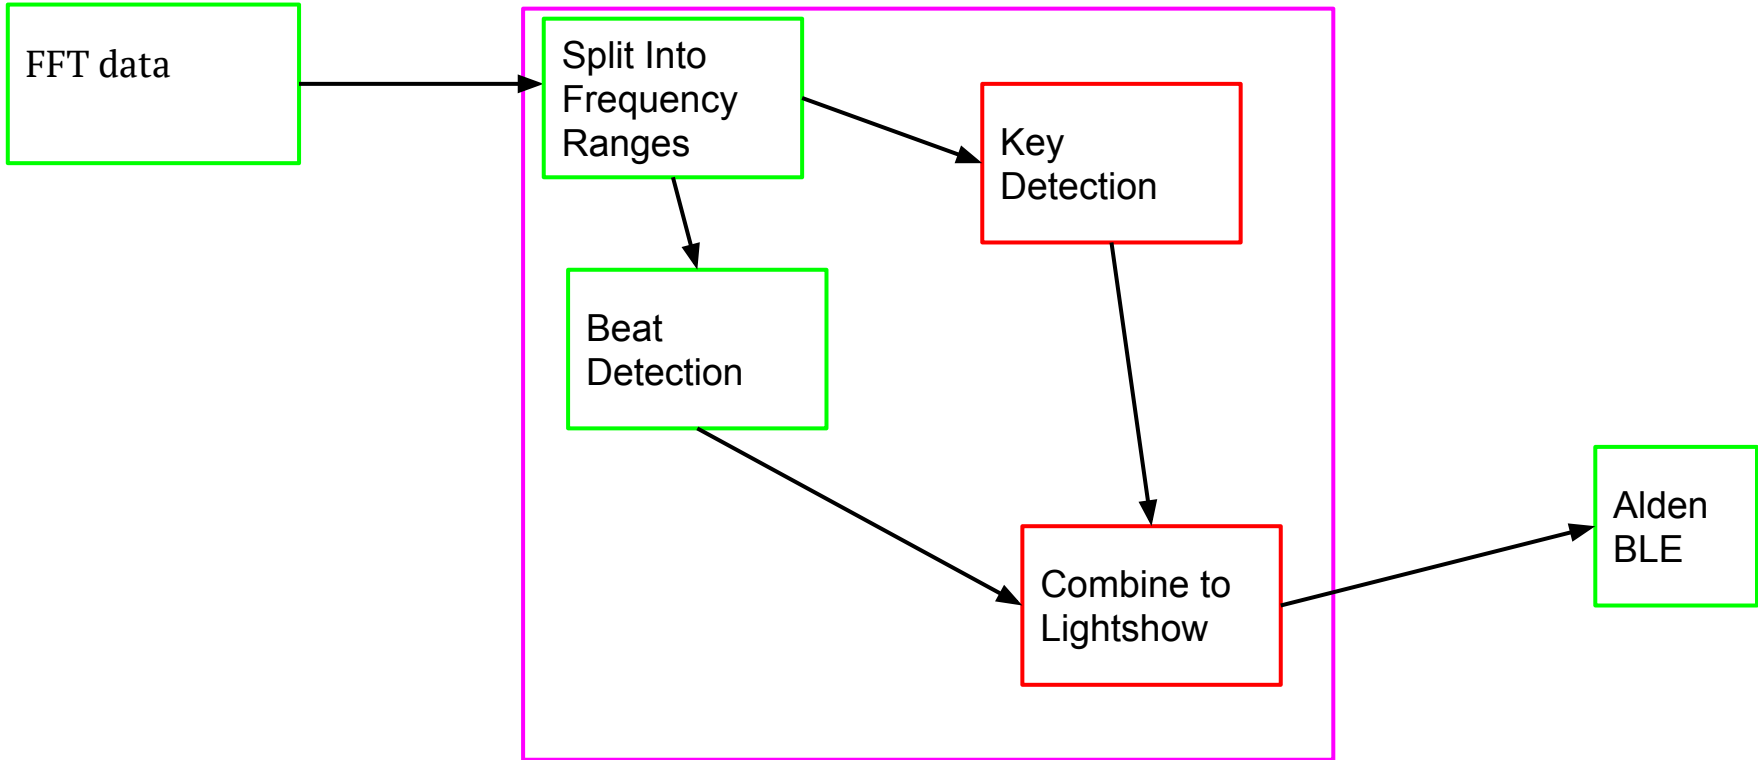 FFT data
Split Into
Frequency
Ranges
Key
Detection
Beat
Detection
Alden
BLE
Combine to
Lightshow